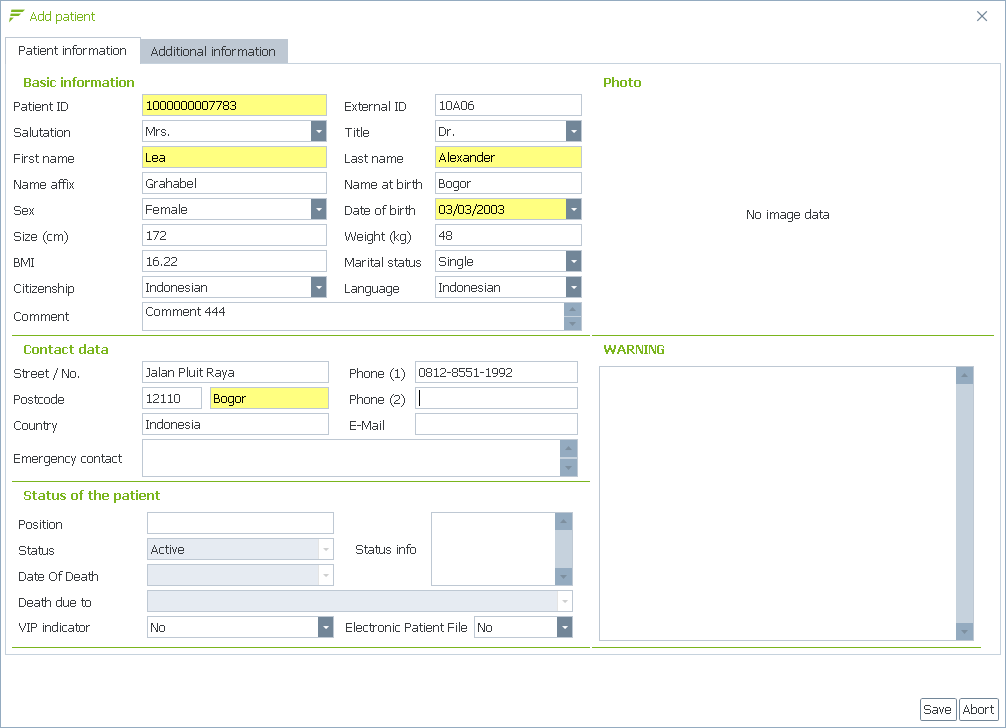 Add patient
Patient information Additional information
Basic information
Patient ID 1000000007783 External ID 10A06
Salutation Mrs. Title Dr.
First name Lea Last name Alexander
Name affix Grahabel Name at birth Bogor
Sex Female Date of birth 03/03/2003
Size (cm) 172 Weight (kg) 48
BMI 16.22 Marital status Single
Citizenship Indonesian Language Indonesian
Comment Comment 444
Photo
No image data
Contact data
Street / No. Jalan Pluit Raya Phone (1) 0812-8551-1992
Postcode 12110 Bogor Phone (2)
Country Indonesia E-Mail
Emergency contact
WARNING
Status of the patient
Position
Status Active Status info
Date Of Death
Death due to
VIP indicator No Electronic Patient File No
Save Abort